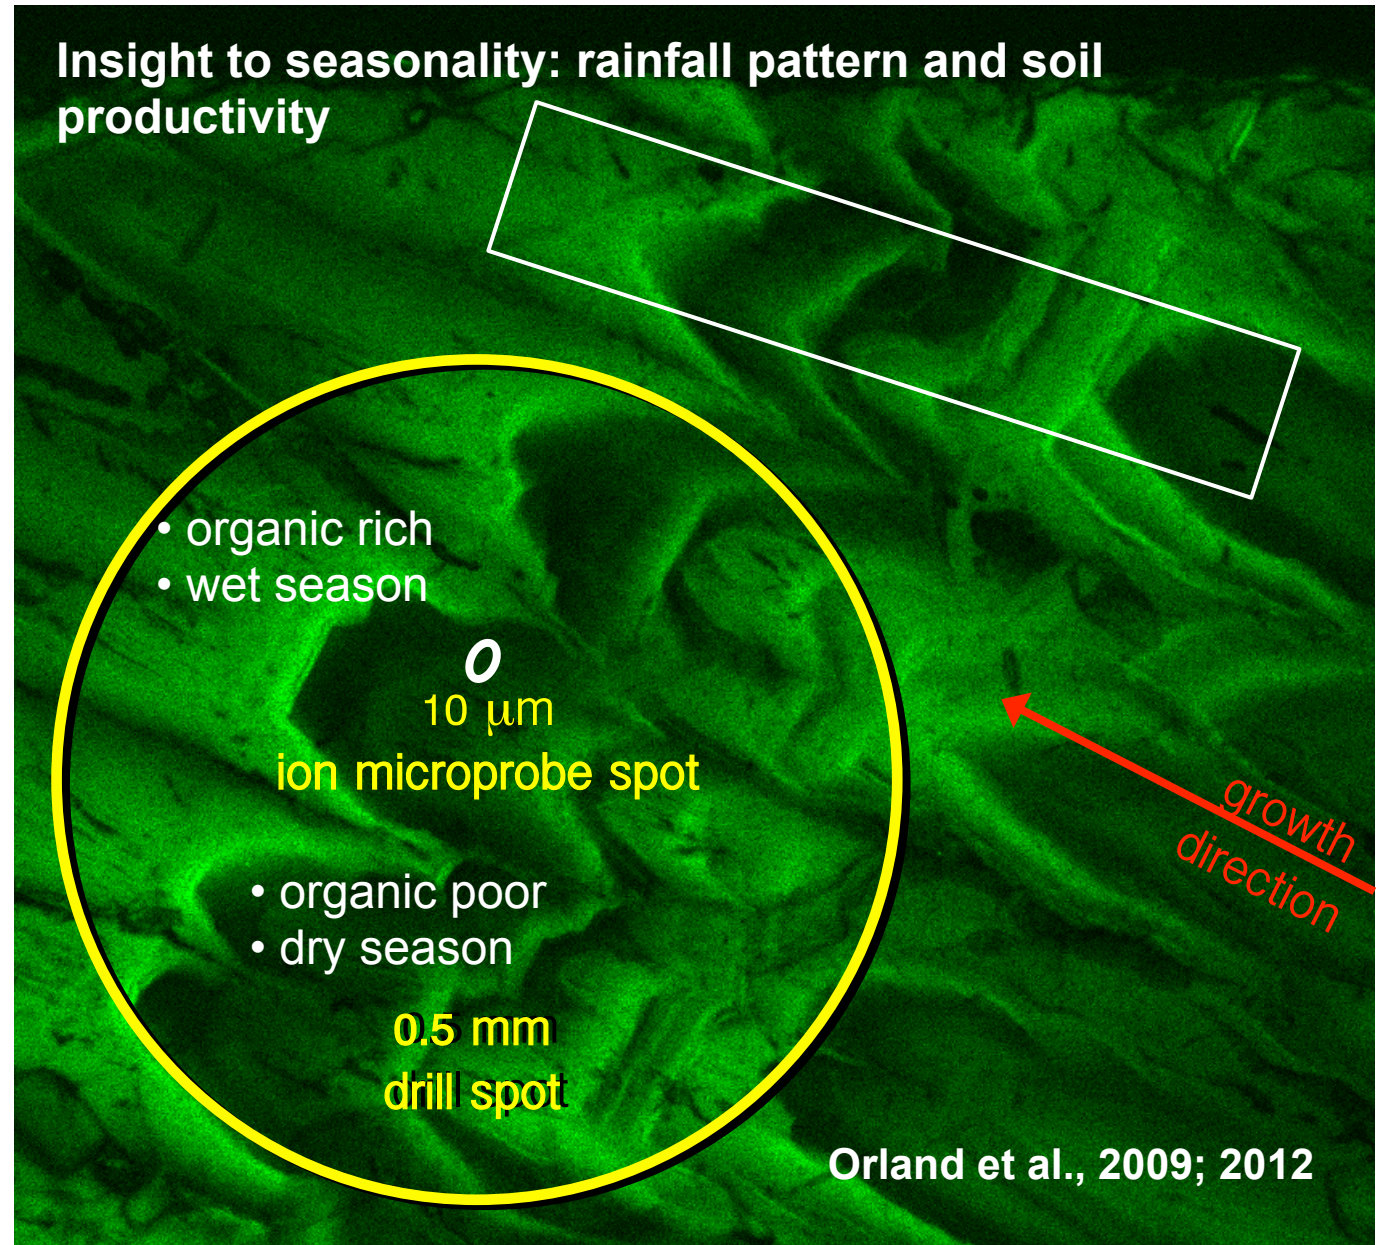 Insight to seasonality: rainfall pattern and soil
productivity
• organic rich
• wet season
10 μm
ion microprobe spot
• organic poor
• dry season
0.5 mm
drill spot
growth
direction
Orland et al., 2009; 2012